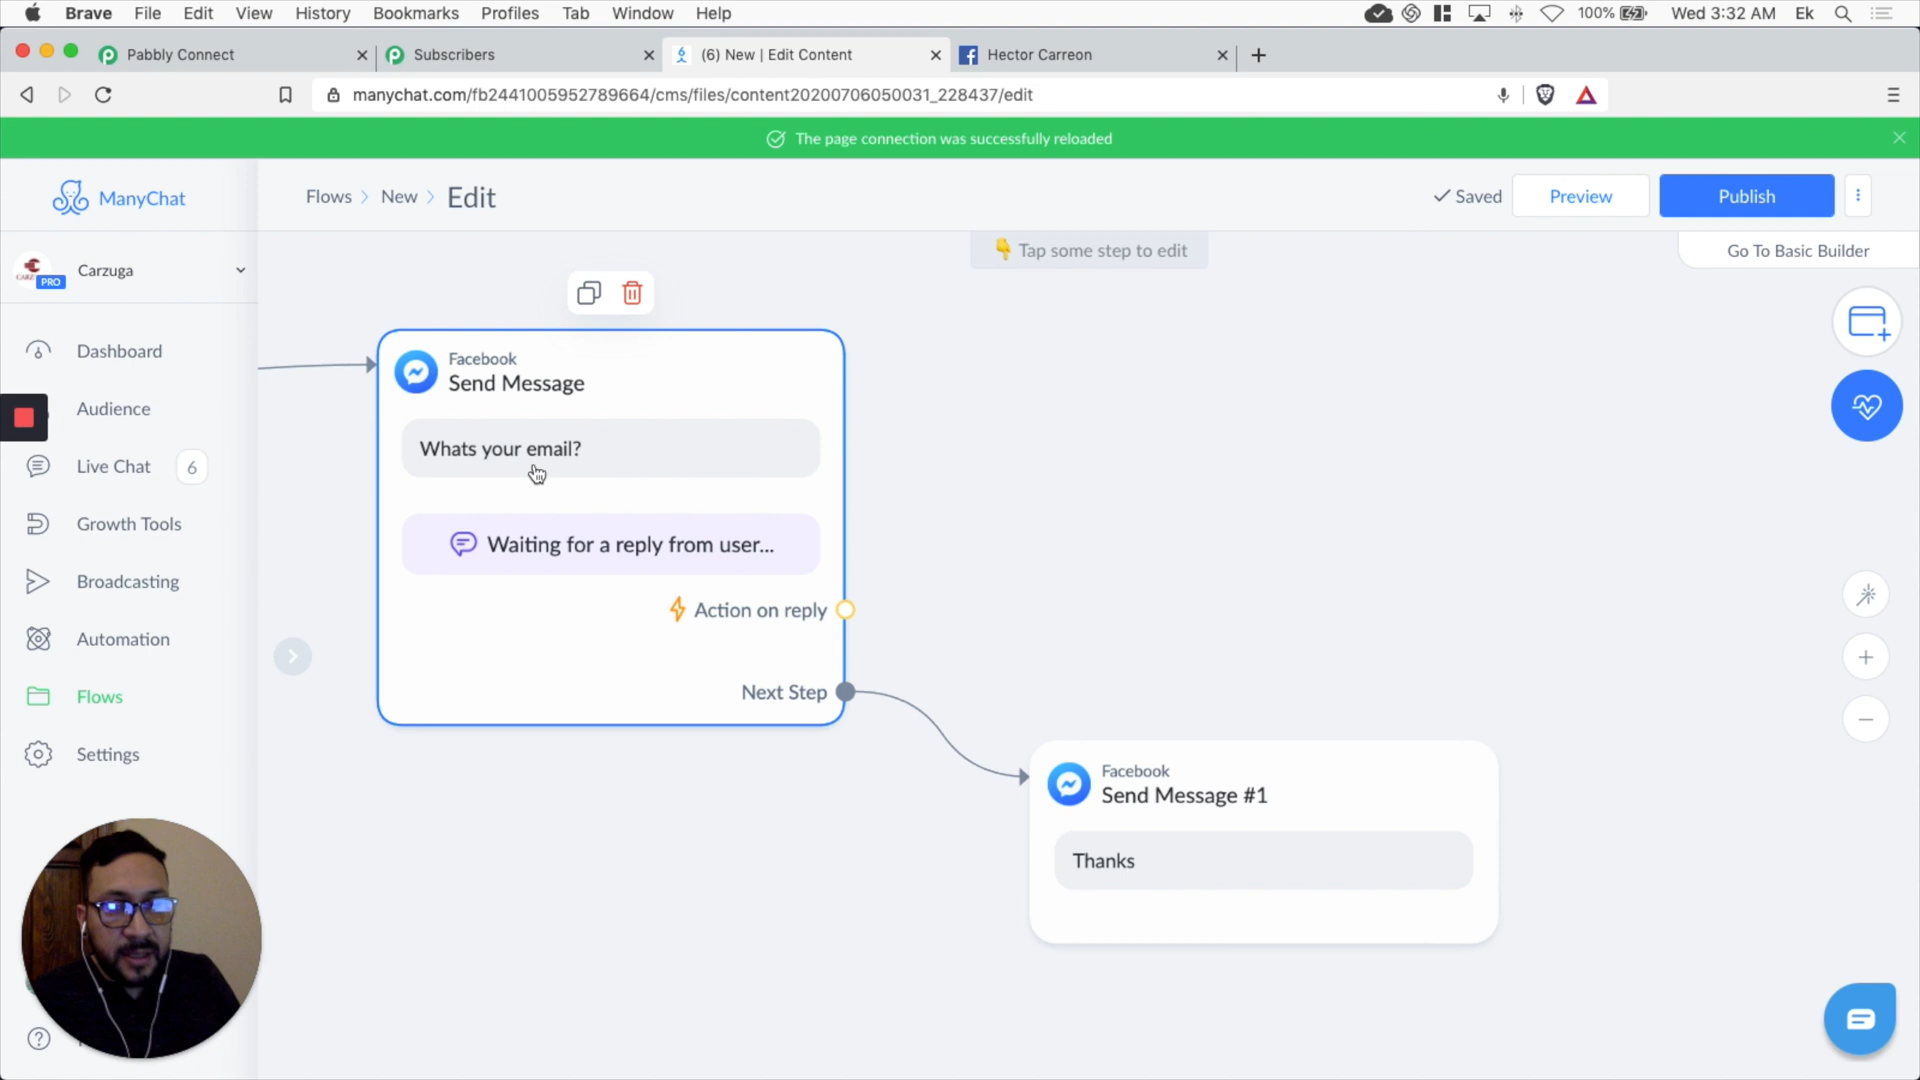 Brave File Edit View History Bookmarks Profiles Tab Window Help 100% Wed 3:32 AM Ek
Pabbly Connect Subscribers (6) New | Edit Content Hector Carreon
manychat.com/fb2441005952789664/cms/files/content20200706050031_228437/edit
The page connection was successfully reloaded
ManyChat Flows New Edit Saved Preview Publish
Tap some step to edit Go To Basic Builder
Carzuga
PRO
Dashboard
Audience
Live Chat 6
Growth Tools
Broadcasting
Automation
Flows
Settings
Facebook
Send Message
Whats your email?
Waiting for a reply from user...
Action on reply
Next Step
Facebook
Send Message #1
Thanks